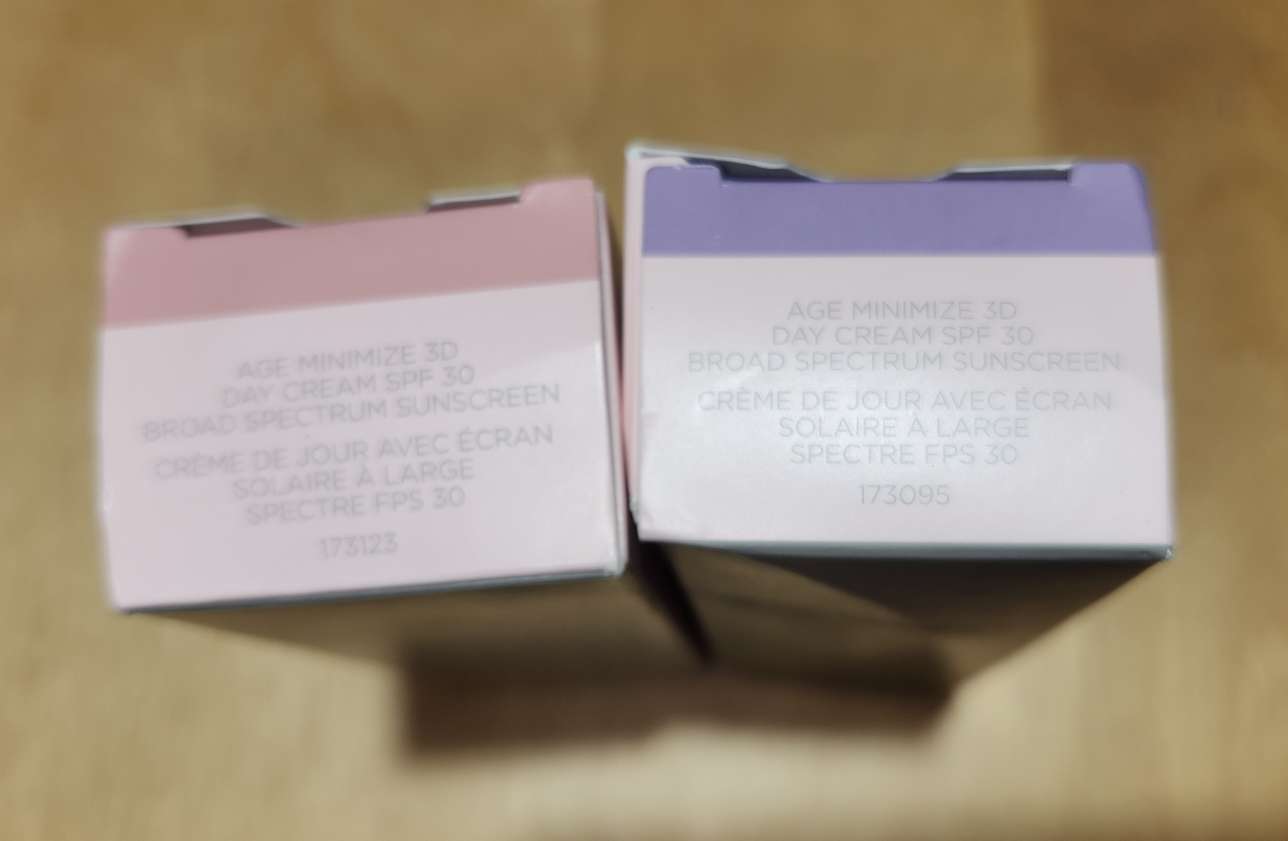 AGE MINIMIZE 3D
DAY CREAM SPF 30
BROAD SPECTRUM SUNSCREEN
CRÈME DE JOUR AVEC ÉCRAN
SOLAIRE À LARGE
SPECTRE FPS 30
173123
AGE MINIMIZE 3D
DAY CREAM SPF 30
BROAD SPECTRUM SUNSCREEN
CRÈME DE JOUR AVEC ÉCRAN
SOLAIRE À LARGE
SPECTRE FPS 30
173095